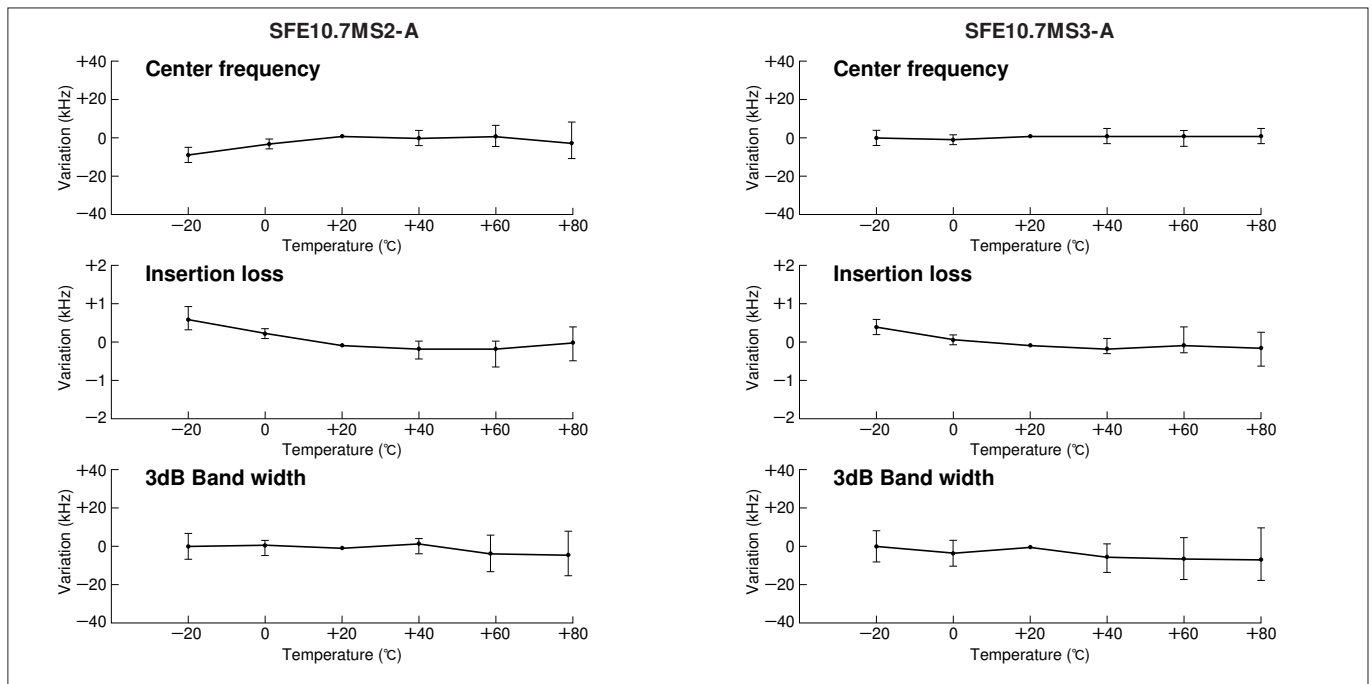 SFE10.7MS2-A
Center frequency
Variation (kHz)
+40
+20
0
−20
−40
−20 0 +20 +40 +60 +80
Temperature (℃)
Insertion loss
Variation (kHz)
+2
+1
0
−1
−2
−20 0 +20 +40 +60 +80
Temperature (℃)
3dB Band width
Variation (kHz)
+40
+20
0
−20
−40
−20 0 +20 +40 +60 +80
Temperature (℃)
SFE10.7MS3-A
Center frequency
Variation (kHz)
+40
+20
0
−20
−40
−20 0 +20 +40 +60 +80
Temperature (℃)
Insertion loss
Variation (kHz)
+2
+1
0
−1
−2
−20 0 +20 +40 +60 +80
Temperature (℃)
3dB Band width
Variation (kHz)
+40
+20
0
−20
−40
−20 0 +20 +40 +60 +80
Temperature (℃)